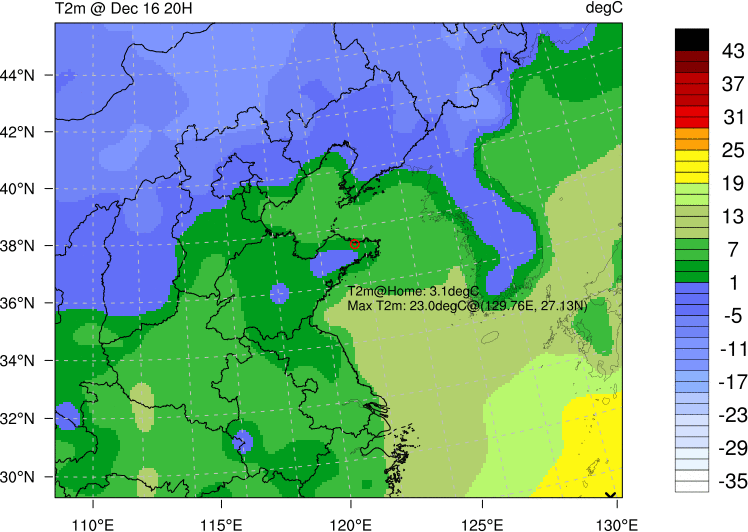 T2m @ Dec 16 20H
degC
44°N
42°N
40°N
38°N
36°N
34°N
32°N
30°N
T2m@Home: 3.1degC
Max T2m: 23.0degC@(129.76E, 27.13N)
110°E
115°E
120°E
125°E
130°E
43
37
31
25
19
13
7
1
-5
-11
-17
-23
-29
-35